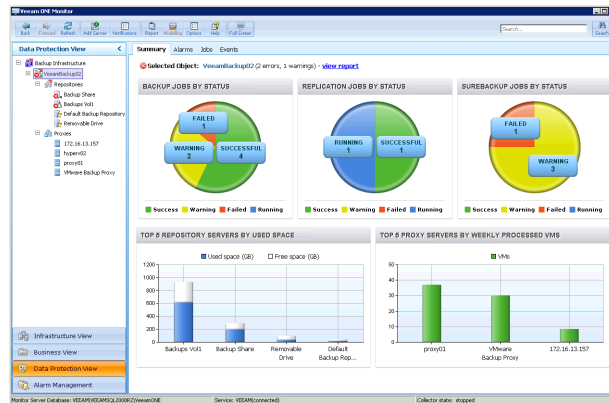 Veeam ONE Monitor
Back Forward Refresh Add Server Notifications Report Modelling Options Help Full Screen
Search...
Search
Data Protection View <
Summary Alarms Jobs Events
Backup Infrastructure
VeeamBackup02
Repositories
Backup Share
Backups Vol1
Default Backup Repository
Removable Drive
Proxies
172.16.13.157
hyperv02
proxy01
VMware Backup Proxy
Selected Object: VeeamBackup02 (2 errors, 1 warnings) - view report
BACKUP JOBS BY STATUS
FAILED
1
WARNING
2
SUCCESSFUL
4
Success Warning Failed Running
REPLICATION JOBS BY STATUS
RUNNING
1
SUCCESSFUL
1
Success Warning Failed Running
SUREBACKUP JOBS BY STATUS
FAILED
1
WARNING
3
Success Warning Failed Running
TOP 5 REPOSITORY SERVERS BY USED SPACE
Used space (GB) Free space (GB)
1200
1000
800
600
400
200
0
Backups Vol1 Backup Share Removable Drive Default Backup Rep...
TOP 5 PROXY SERVERS BY WEEKLY PROCESSED VMS
VMs
50
40
30
20
10
0
proxy01 VMware Backup Proxy 172.16.13.157
Infrastructure View
Business View
Data Protection View
Alarm Management
Monitor Server Database: VEEAM(VEEAMSQL2008R2)VeeamONE
Service: VEEAM(connected)
Collector state: stopped